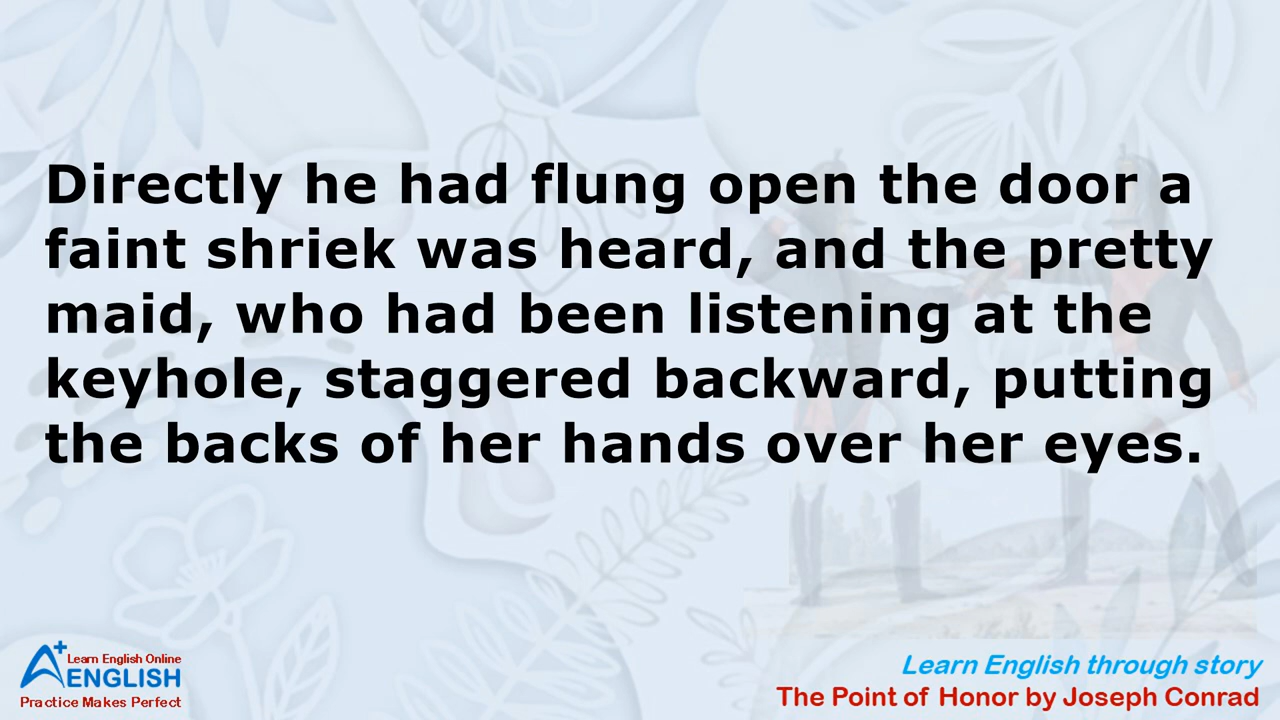 Directly he had flung open the door a
faint shriek was heard, and the pretty
maid, who had been listening at the
keyhole, staggered backward, putting
the backs of her hands over her eyes.
A+
Learn English Online
ENGLISH
Practice Makes Perfect
Learn English through story
The Point of Honor by Joseph Conrad